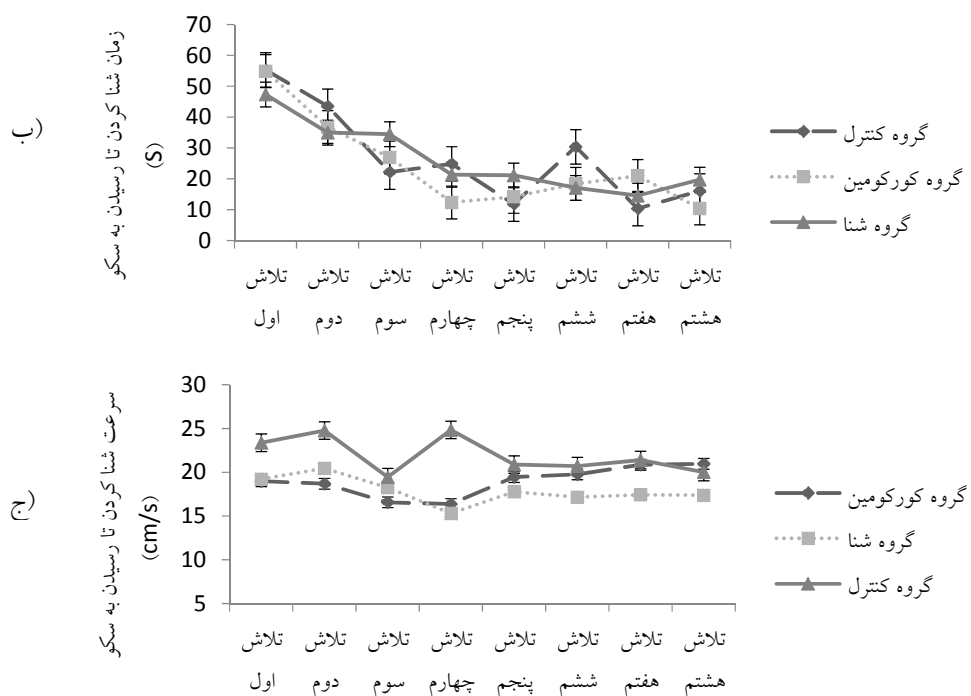 ب)
زمان شنا کردن تا رسیدن به سکو
(S)
70
60
50
40
30
20
10
0
تلاش اول
تلاش دوم
تلاش سوم
تلاش چهارم
تلاش پنجم
تلاش ششم
تلاش هفتم
تلاش هشتم
گروه کنترل
گروه کورکومین
گروه شنا
ج)
سرعت شنا کردن تا رسیدن به سکو
(cm/s)
30
25
20
15
10
5
تلاش اول
تلاش دوم
تلاش سوم
تلاش چهارم
تلاش پنجم
تلاش ششم
تلاش هفتم
تلاش هشتم
گروه کورکومین
گروه شنا
گروه کنترل